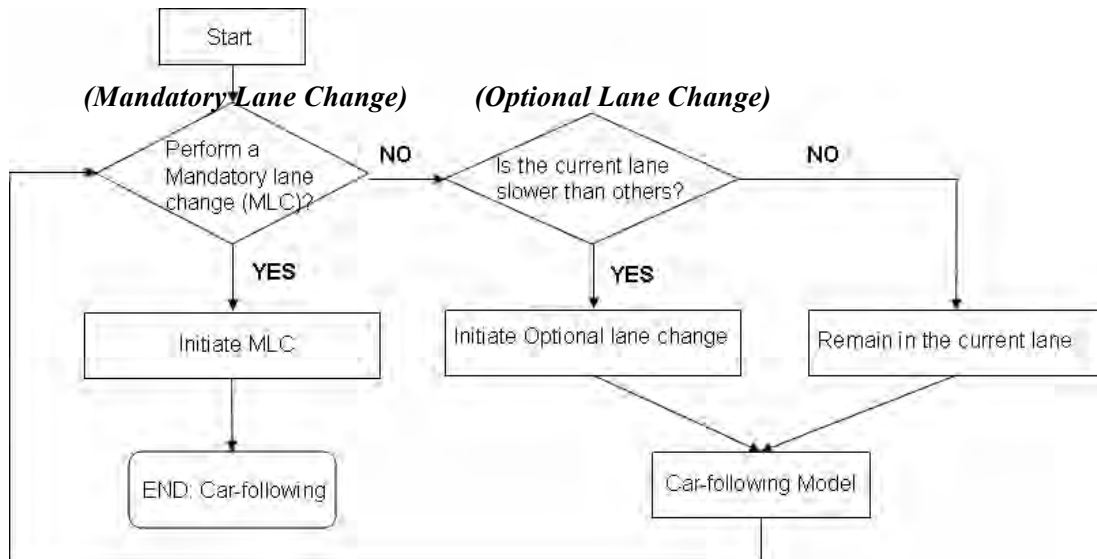 Start
(Mandatory Lane Change)
(Optional Lane Change)
Perform a
Mandatory lane
change (MLC)?
NO
Is the current lane
slower than others?
NO
YES
YES
Initiate MLC
Initiate Optional lane change
Remain in the current lane
END: Car-following
Car-following Model